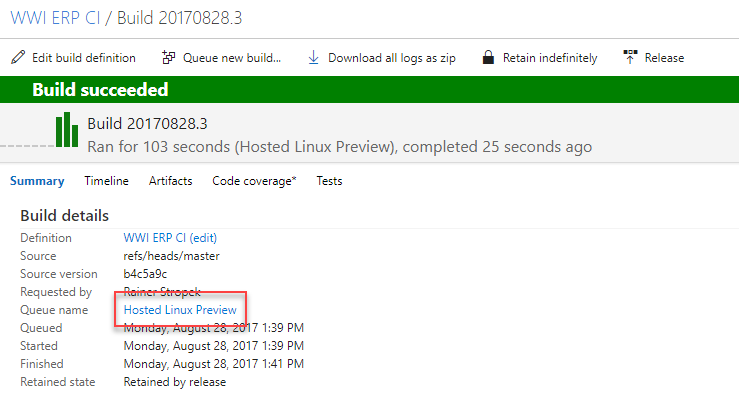 WWI ERP CI / Build 20170828.3
Edit build definition Queue new build... Download all logs as zip Retain indefinitely Release
Build succeeded
Build 20170828.3
Ran for 103 seconds (Hosted Linux Preview), completed 25 seconds ago
Summary Timeline Artifacts Code coverage* Tests
Build details
Definition WWI ERP CI (edit)
Source refs/heads/master
Source version b4c5a9c
Requested by Rainer Stropek
Queue name Hosted Linux Preview
Queued Monday, August 28, 2017 1:39 PM
Started Monday, August 28, 2017 1:39 PM
Finished Monday, August 28, 2017 1:41 PM
Retained state Retained by release